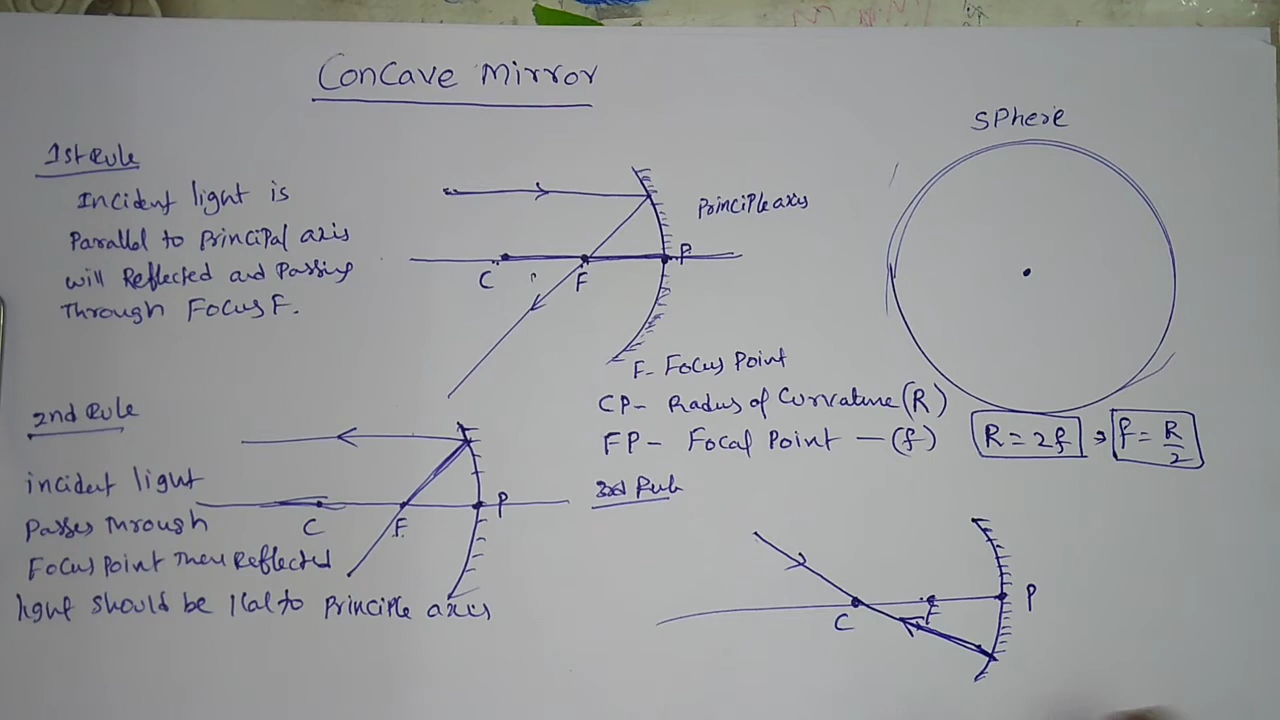 Concave Mirror
Sphere
1st Rule
Incident light is
Parallel to Principal axis
will Reflected and Passing
Through Focus F.
Principle axis
C
F
P
F- Focus Point
CP- Radus of Curvature (R)
FP- Focal Point - (f)
R = 2f ⇒ f = R/2
2nd Rule
incident light
Passes Through
Focus Point Then Reflected
light should be llal to Principle axis
C
F
P
3rd Rule
C
F
P